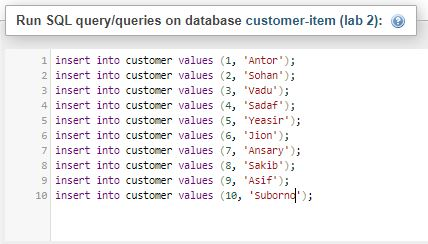 Run SQL query/queries on database customer-item (lab 2):
1 insert into customer values (1, 'Antor');
2 insert into customer values (2, 'Sohan');
3 insert into customer values (3, 'Vadu');
4 insert into customer values (4, 'Sadaf');
5 insert into customer values (5, 'Yeasir');
6 insert into customer values (6, 'Jion');
7 insert into customer values (7, 'Ansary');
8 insert into customer values (8, 'Sakib');
9 insert into customer values (9, 'Asif');
10 insert into customer values (10, 'Suborno');